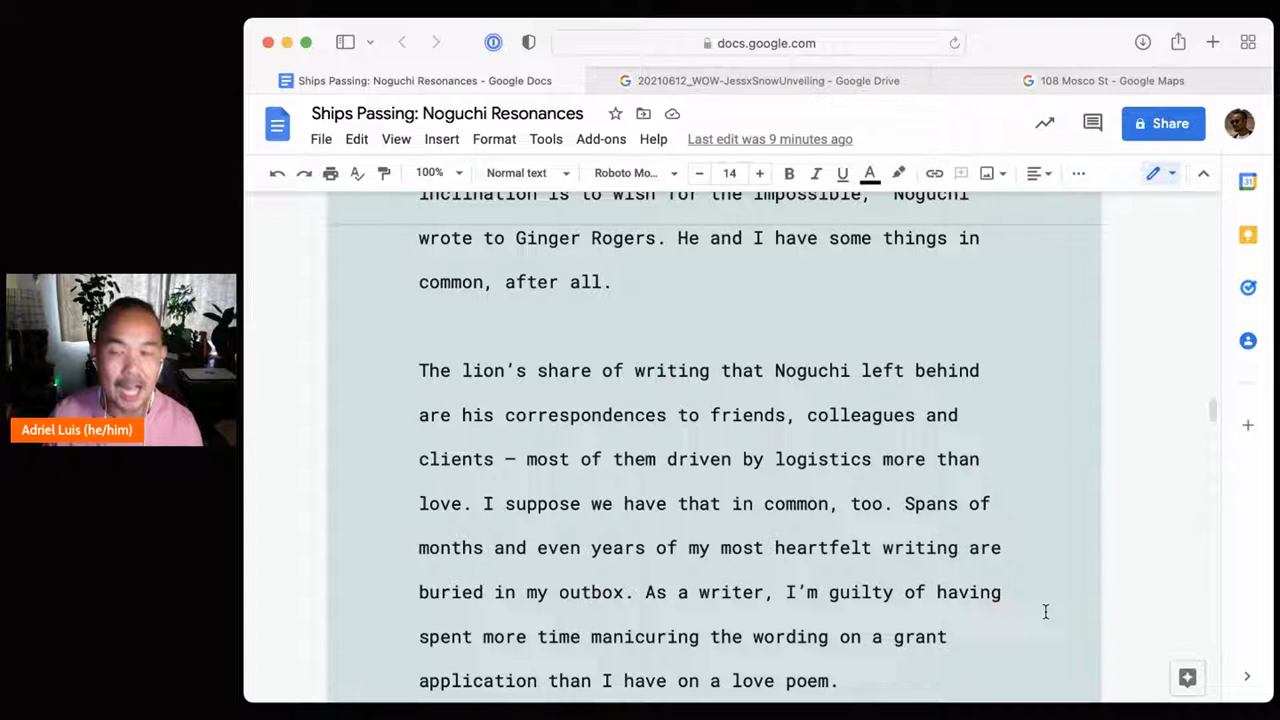 docs.google.com
Ships Passing: Noguchi Resonances - Google Docs
20210612_WOW-JessxSnowUnveiling - Google Drive
108 Mosco St - Google Maps
Ships Passing: Noguchi Resonances
File Edit View Insert Format Tools Add-ons Help Last edit was 9 minutes ago
Share
100% Normal text Roboto Mo... 14 B I U A
31
inclination is to wish for the impossible,” Noguchi
wrote to Ginger Rogers. He and I have some things in
common, after all.
The lion’s share of writing that Noguchi left behind
are his correspondences to friends, colleagues and
clients — most of them driven by logistics more than
love. I suppose we have that in common, too. Spans of
months and even years of my most heartfelt writing are
buried in my outbox. As a writer, I’m guilty of having
spent more time manicuring the wording on a grant
application than I have on a love poem.
Adriel Luis (he/him)